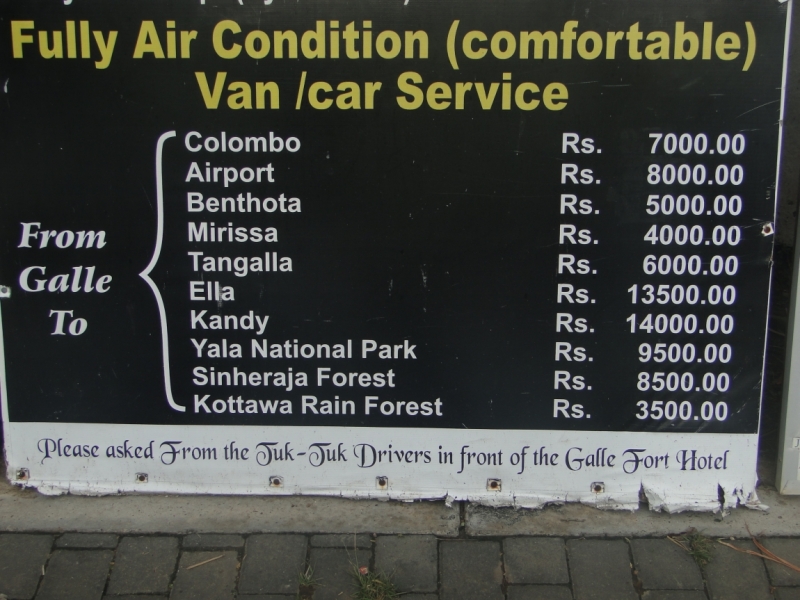 Fully Air Condition (comfortable)
Van /car Service
From
Galle
To
Colombo Rs. 7000.00
Airport Rs. 8000.00
Benthota Rs. 5000.00
Mirissa Rs. 4000.00
Tangalla Rs. 6000.00
Ella Rs. 13500.00
Kandy Rs. 14000.00
Yala National Park Rs. 9500.00
Sinheraja Forest Rs. 8500.00
Kottawa Rain Forest Rs. 3500.00
Please asked From the Tuk-Tuk Drivers in front of the Galle Fort Hotel